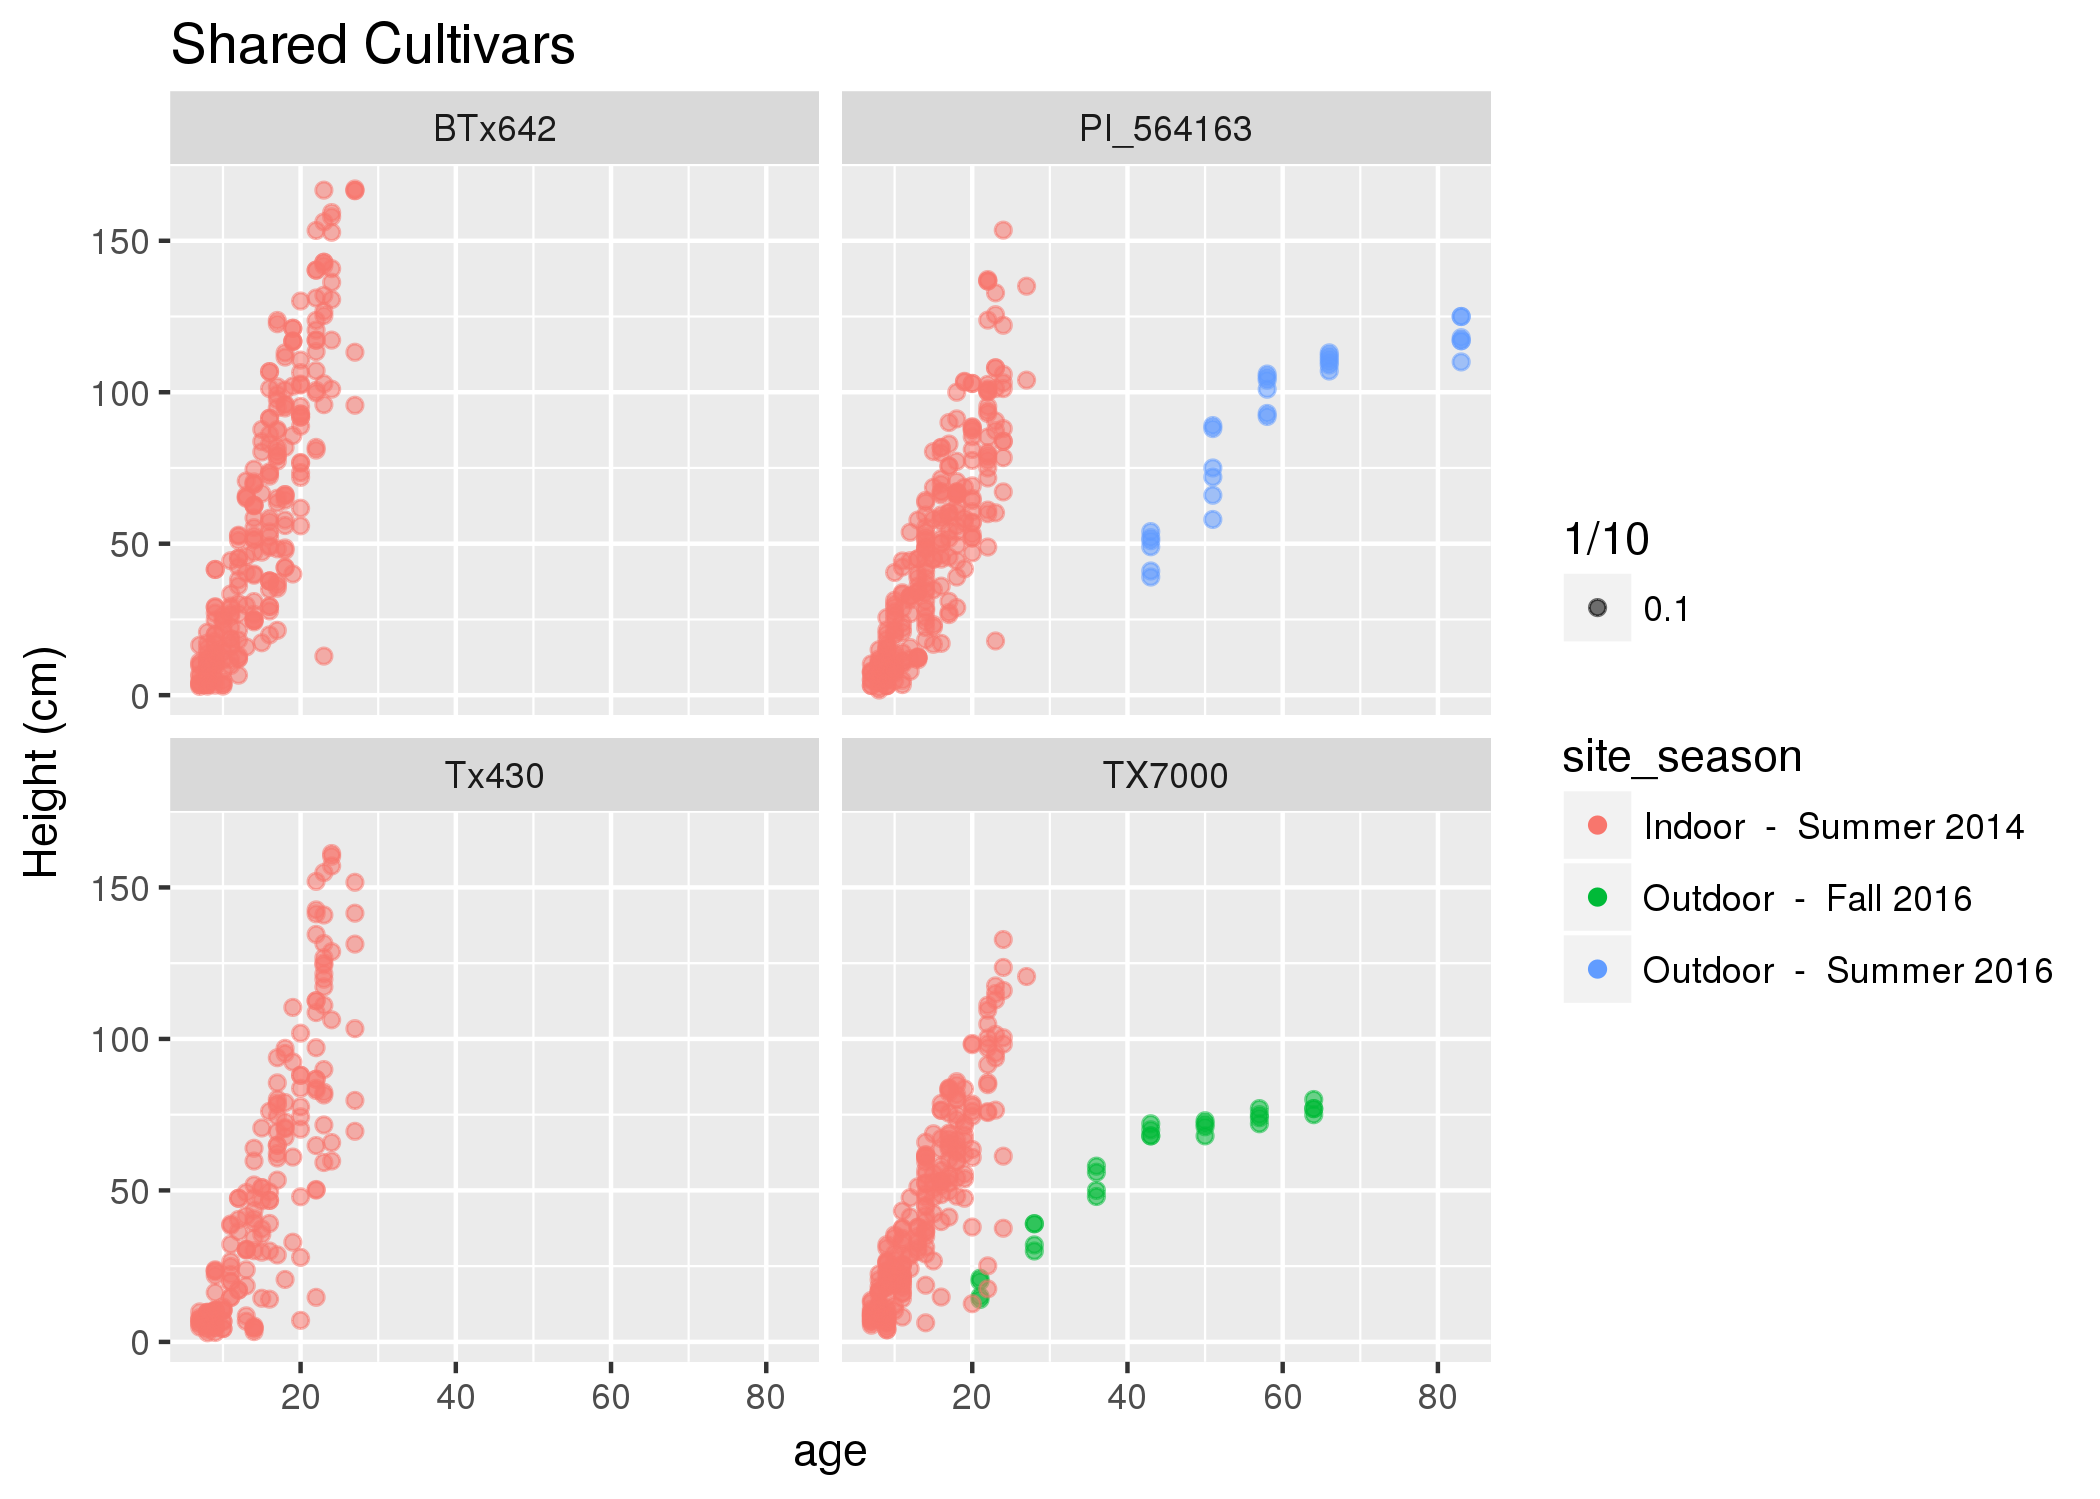 Shared Cultivars
BTx642
PI_564163
150
100
50
0
Tx430
TX7000
150
100
50
0
20 40 60 80
20 40 60 80
age
Height (cm)
1/10
0.1
site_season
Indoor - Summer 2014
Outdoor - Fall 2016
Outdoor - Summer 2016